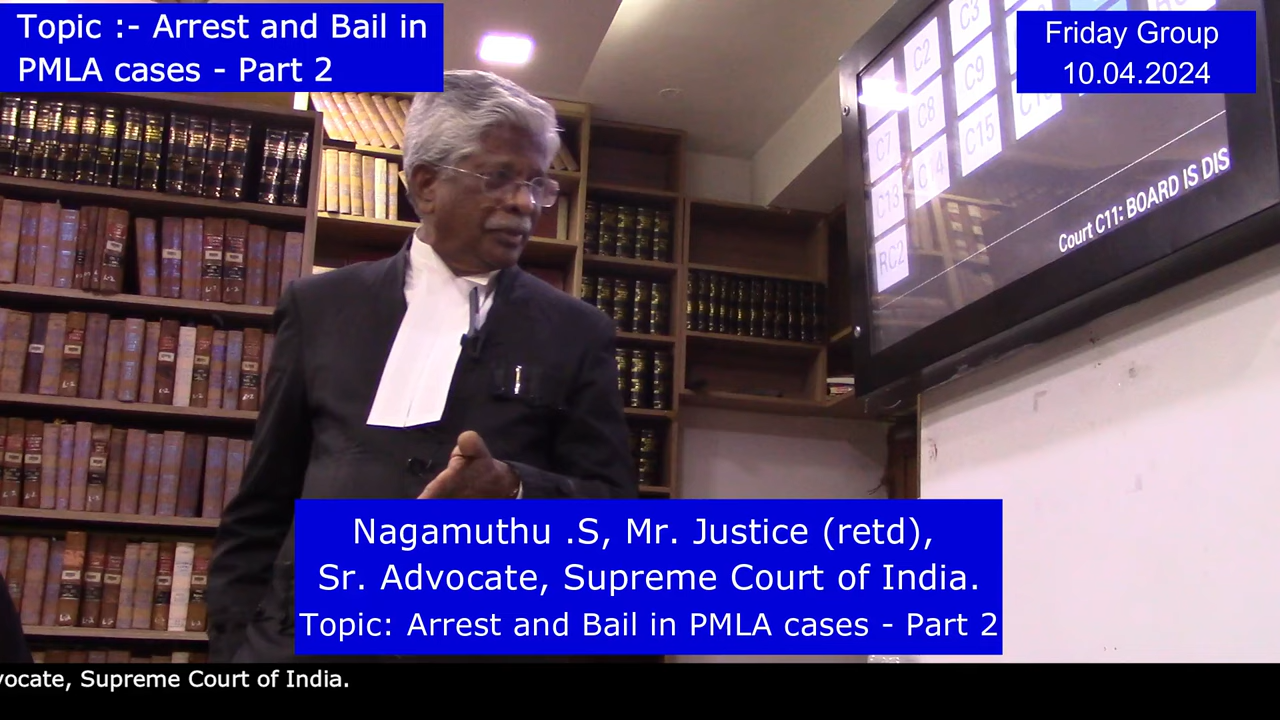 Topic :- Arrest and Bail in
PMLA cases - Part 2
Friday Group
10.04.2024
C2
C3
C7
C8
C9
C13
C15
RC2
Court C11: BOARD IS DIS
Nagamuthu .S, Mr. Justice (retd),
Sr. Advocate, Supreme Court of India.
Topic: Arrest and Bail in PMLA cases - Part 2
vocate, Supreme Court of India.